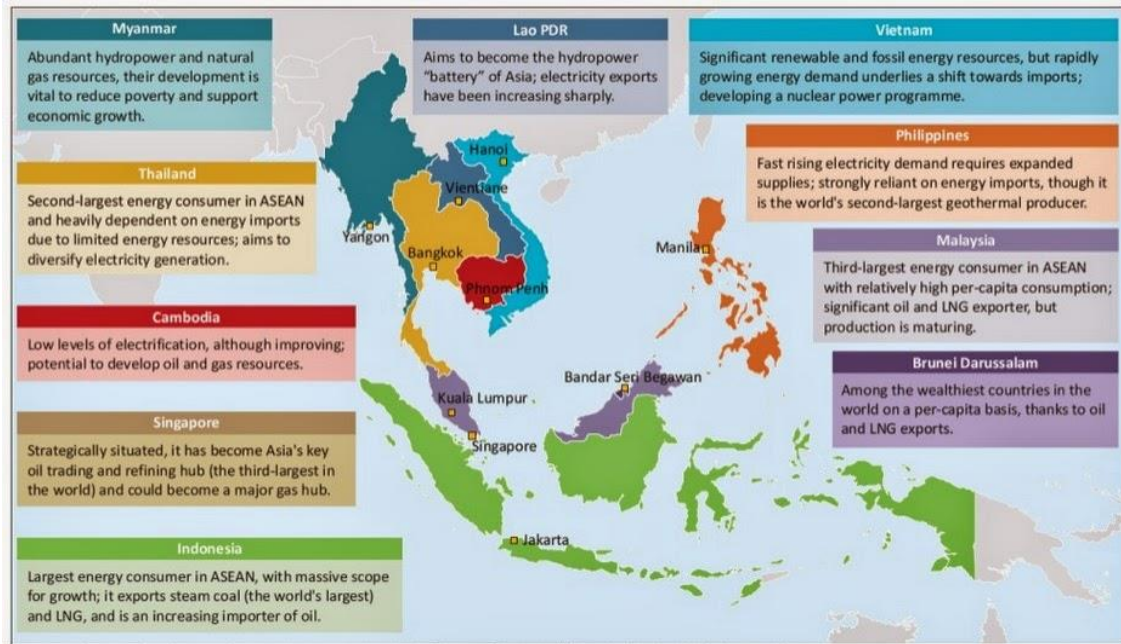 Myanmar
Abundant hydropower and natural
gas resources, their development is
vital to reduce poverty and support
economic growth.
Lao PDR
Aims to become the hydropower
“battery” of Asia; electricity exports
have been increasing sharply.
Vietnam
Significant renewable and fossil energy resources, but rapidly
growing energy demand underlies a shift towards imports;
developing a nuclear power programme.
Philippines
Fast rising electricity demand requires expanded
supplies; strongly reliant on energy imports, though it
is the world's second-largest geothermal producer.
Thailand
Second-largest energy consumer in ASEAN
and heavily dependent on energy imports
due to limited energy resources; aims to
diversify electricity generation.
Malaysia
Third-largest energy consumer in ASEAN
with relatively high per-capita consumption;
significant oil and LNG exporter, but
production is maturing.
Cambodia
Low levels of electrification, although improving;
potential to develop oil and gas resources.
Brunei Darussalam
Among the wealthiest countries in the
world on a per-capita basis, thanks to oil
and LNG exports.
Singapore
Strategically situated, it has become Asia's key
oil trading and refining hub (the third-largest in
the world) and could become a major gas hub.
Indonesia
Largest energy consumer in ASEAN, with massive scope
for growth; it exports steam coal (the world's largest)
and LNG, and is an increasing importer of oil.
Hanoi
Vientiane
Yangon
Bangkok
Manila
Phnom Penh
Bandar Seri Begawan
Kuala Lumpur
Singapore
Jakarta